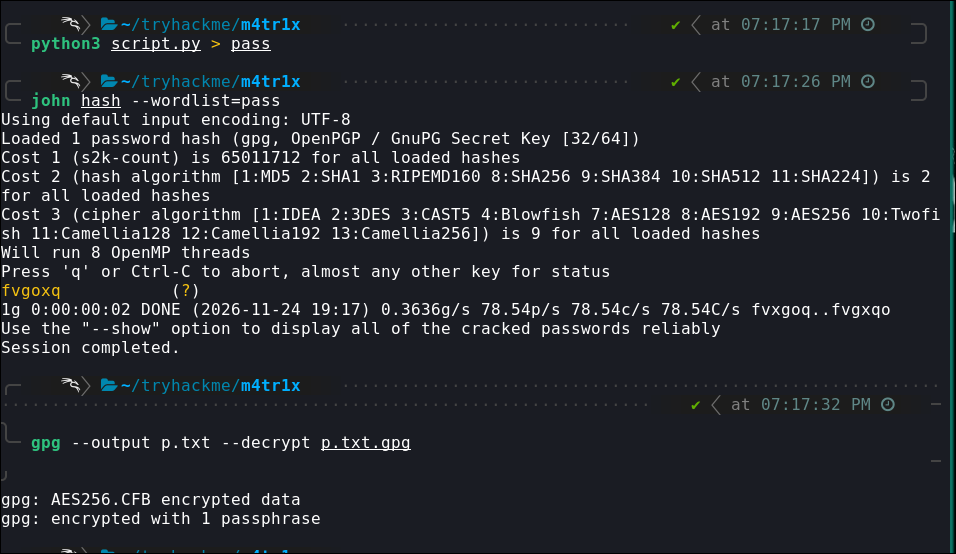 ~/tryhackme/m4tr1x ✔ at 07:17:17 PM
python3 script.py > pass
~/tryhackme/m4tr1x ✔ at 07:17:26 PM
john hash --wordlist=pass
Using default input encoding: UTF-8
Loaded 1 password hash (gpg, OpenPGP / GnuPG Secret Key [32/64])
Cost 1 (s2k-count) is 65011712 for all loaded hashes
Cost 2 (hash algorithm [1:MD5 2:SHA1 3:RIPEMD160 8:SHA256 9:SHA384 10:SHA512 11:SHA224]) is 2
for all loaded hashes
Cost 3 (cipher algorithm [1:IDEA 2:3DES 3:CAST5 4:Blowfish 7:AES128 8:AES192 9:AES256 10:Twofi
sh 11:Camellia128 12:Camellia192 13:Camellia256]) is 9 for all loaded hashes
Will run 8 OpenMP threads
Press 'q' or Ctrl-C to abort, almost any other key for status
fvgoxq (?)
1g 0:00:00:02 DONE (2026-11-24 19:17) 0.3636g/s 78.54p/s 78.54c/s 78.54C/s fvxgoq..fvgxqo
Use the "--show" option to display all of the cracked passwords reliably
Session completed.
~/tryhackme/m4tr1x
✔ at 07:17:32 PM
gpg --output p.txt --decrypt p.txt.gpg
gpg: AES256.CFB encrypted data
gpg: encrypted with 1 passphrase
~/tryhackme/m4tr1x